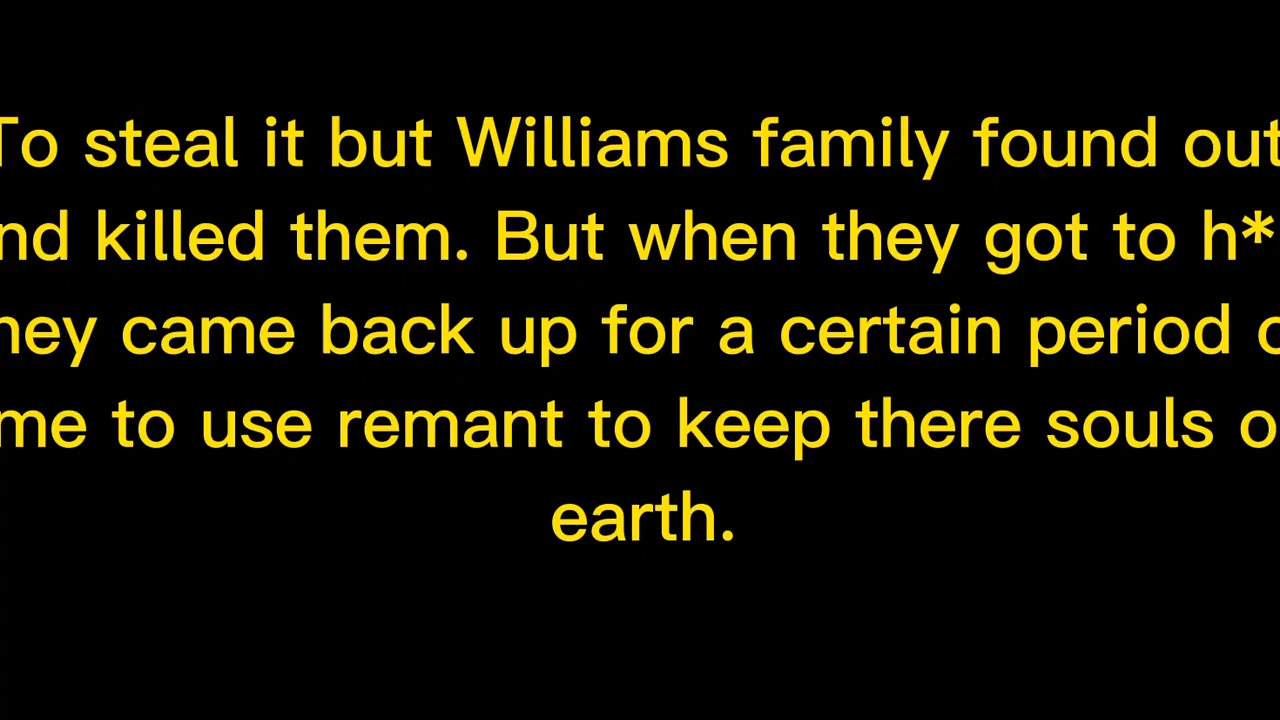 To steal it but Williams family found out
nd killed them. But when they got to h*
hey came back up for a certain period o
me to use remant to keep there souls o
earth.